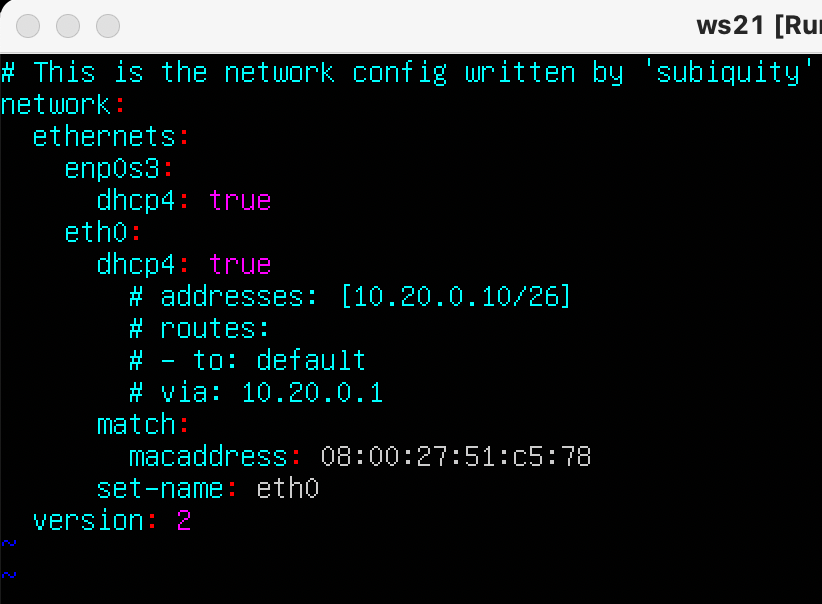 ws21 [Ru
# This is the network config written by 'subiquity'
network:
  ethernets:
    enp0s3:
      dhcp4: true
    eth0:
      dhcp4: true
        # addresses: [10.20.0.10/26]
        # routes:
        # - to: default
        # via: 10.20.0.1
      match:
        macaddress: 08:00:27:51:c5:78
      set-name: eth0
  version: 2
~
~